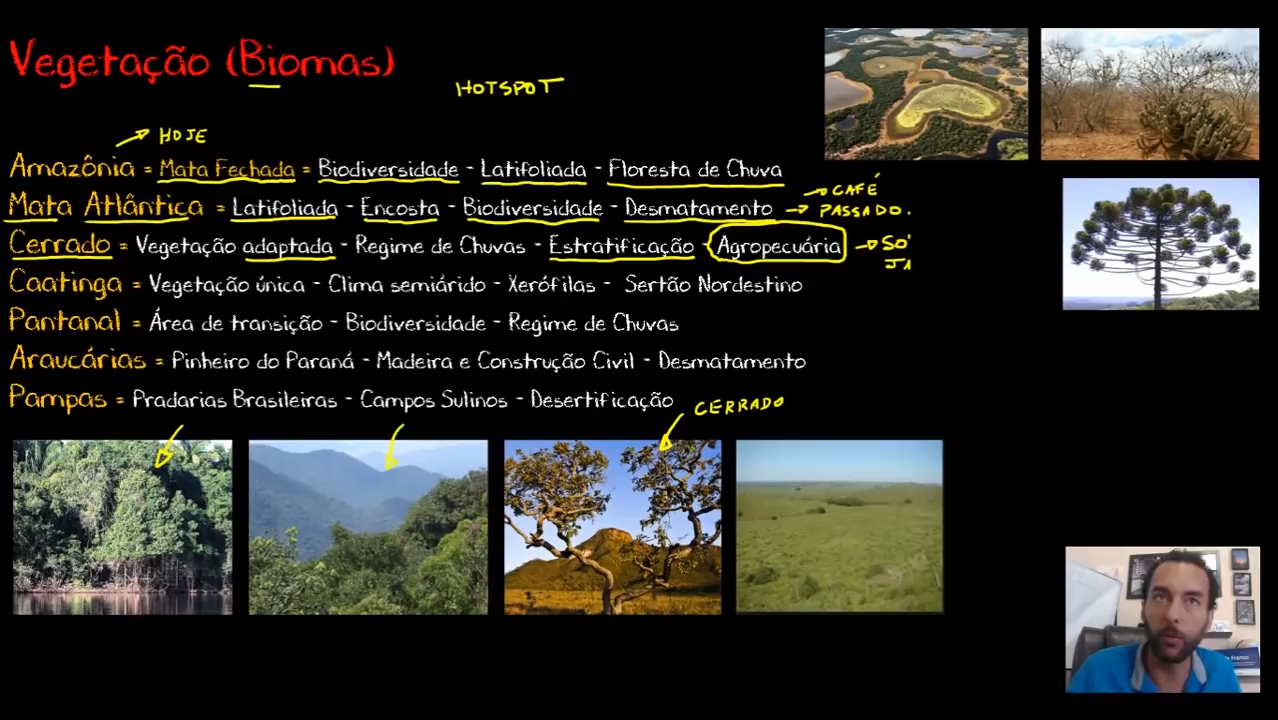 Vegetação (Biomas)
HOTSPOT
HOJE
Amazônia = Mata Fechada = Biodiversidade - Latifoliada - Floresta de Chuva
CAFÉ
Mata Atlântica = Latifoliada - Encosta - Biodiversidade - Desmatamento
PASSADO.
Cerrado = Vegetação adaptada - Regime de Chuvas - Estratificação - Agropecuária
SO'
Caatinga = Vegetação única - Clima semiárido - Xerófilas - Sertão Nordestino
Pantanal = Área de transição - Biodiversidade - Regime de Chuvas
Araucárias = Pinheiro do Paraná - Madeira e Construção Civil - Desmatamento
Pampas = Pradarias Brasileiras - Campos Sulinos - Desertificação
CERRADO
Franco